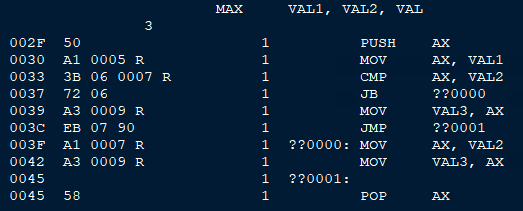 MAX VAL1, VAL2, VAL
3
002F 50 1 PUSH AX
0030 A1 0005 R 1 MOV AX, VAL1
0033 3B 06 0007 R 1 CMP AX, VAL2
0037 72 06 1 JB ??0000
0039 A3 0009 R 1 MOV VAL3, AX
003C EB 07 90 1 JMP ??0001
003F A1 0007 R 1 ??0000: MOV AX, VAL2
0042 A3 0009 R 1 MOV VAL3, AX
0045 1 ??0001:
0045 58 1 POP AX